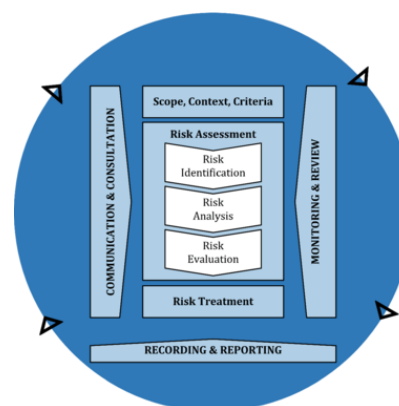 Scope, Context, Criteria
COMMUNICATION & CONSULTATION
Risk Assessment
Risk
Identification
Risk
Analysis
Risk
Evaluation
MONITORING & REVIEW
Risk Treatment
RECORDING & REPORTING